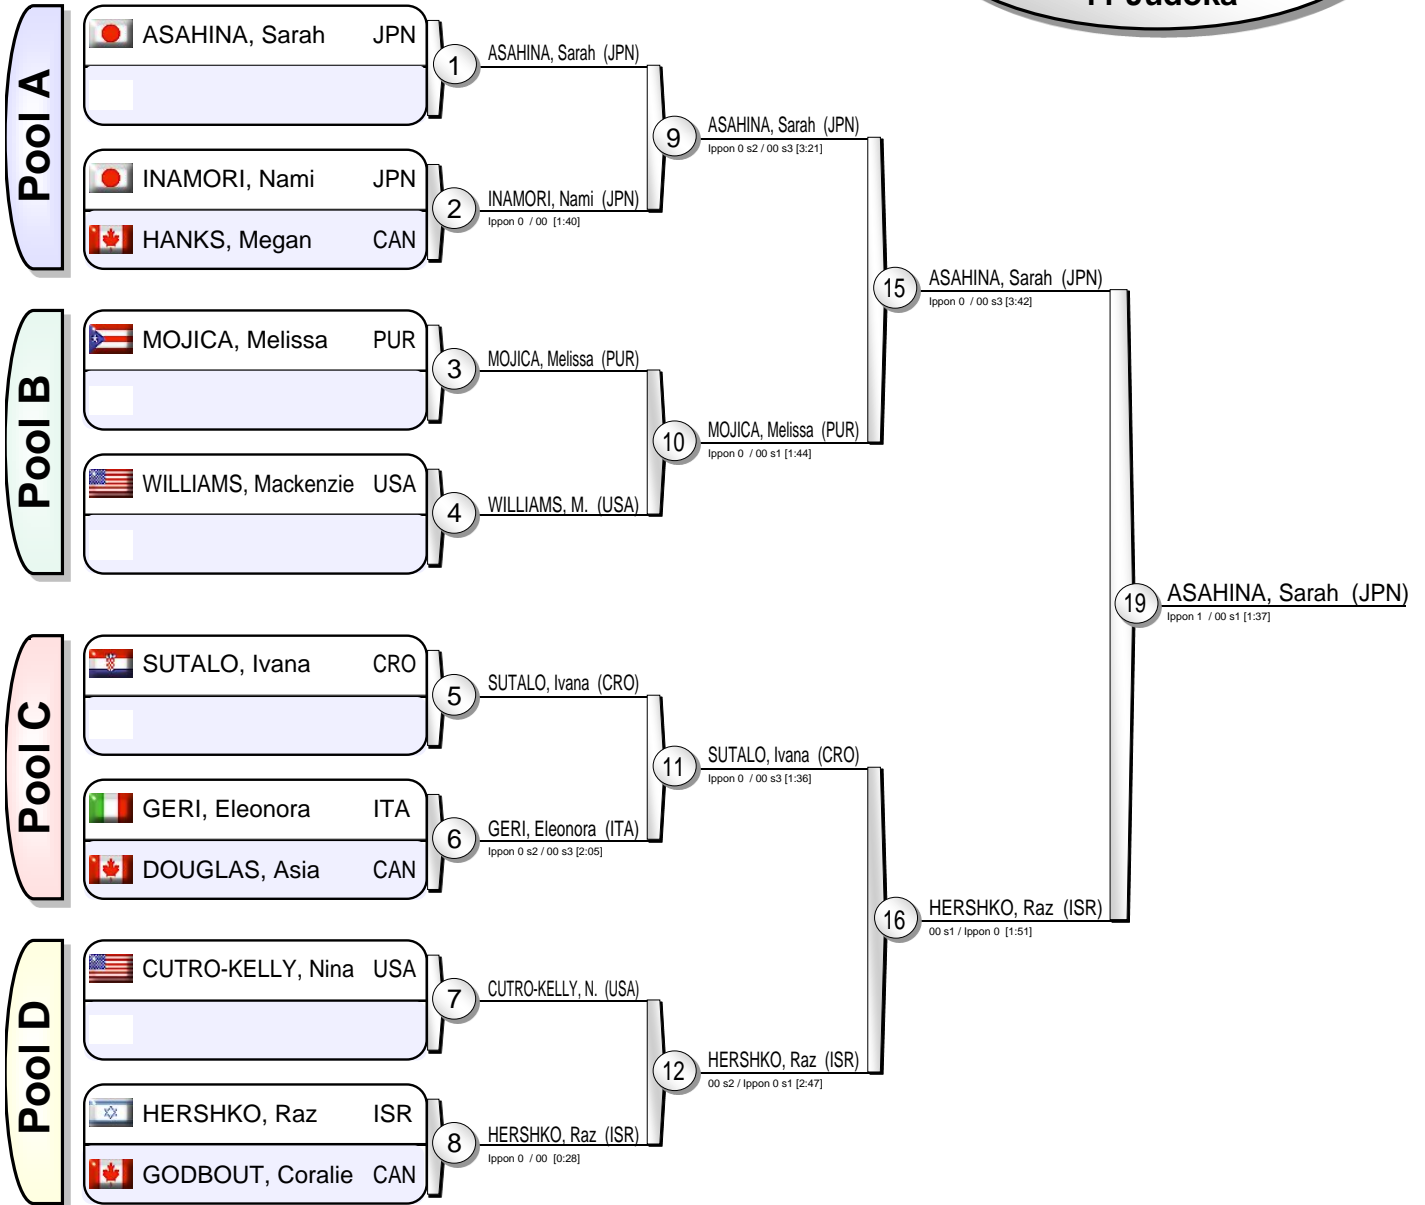 11 Judoka
Pool A
ASAHINA, Sarah JPN
INAMORI, Nami JPN
HANKS, Megan CAN
Pool B
MOJICA, Melissa PUR
WILLIAMS, Mackenzie USA
Pool C
SUTALO, Ivana CRO
GERI, Eleonora ITA
DOUGLAS, Asia CAN
Pool D
CUTRO-KELLY, Nina USA
HERSHKO, Raz ISR
GODBOUT, Coralie CAN
1
ASAHINA, Sarah (JPN)
2
INAMORI, Nami (JPN)
Ippon 0 / 00 [1:40]
3
MOJICA, Melissa (PUR)
4
WILLIAMS, M. (USA)
5
SUTALO, Ivana (CRO)
6
GERI, Eleonora (ITA)
Ippon 0 s2 / 00 s3 [2:05]
7
CUTRO-KELLY, N. (USA)
8
HERSHKO, Raz (ISR)
Ippon 0 / 00 [0:28]
9
ASAHINA, Sarah (JPN)
Ippon 0 s2 / 00 s3 [3:21]
10
MOJICA, Melissa (PUR)
Ippon 0 / 00 s1 [1:44]
11
SUTALO, Ivana (CRO)
Ippon 0 / 00 s3 [1:36]
12
HERSHKO, Raz (ISR)
00 s2 / Ippon 0 s1 [2:47]
15
ASAHINA, Sarah (JPN)
Ippon 0 / 00 s3 [3:42]
16
HERSHKO, Raz (ISR)
00 s1 / Ippon 0 [1:51]
19
ASAHINA, Sarah (JPN)
Ippon 1 / 00 s1 [1:37]